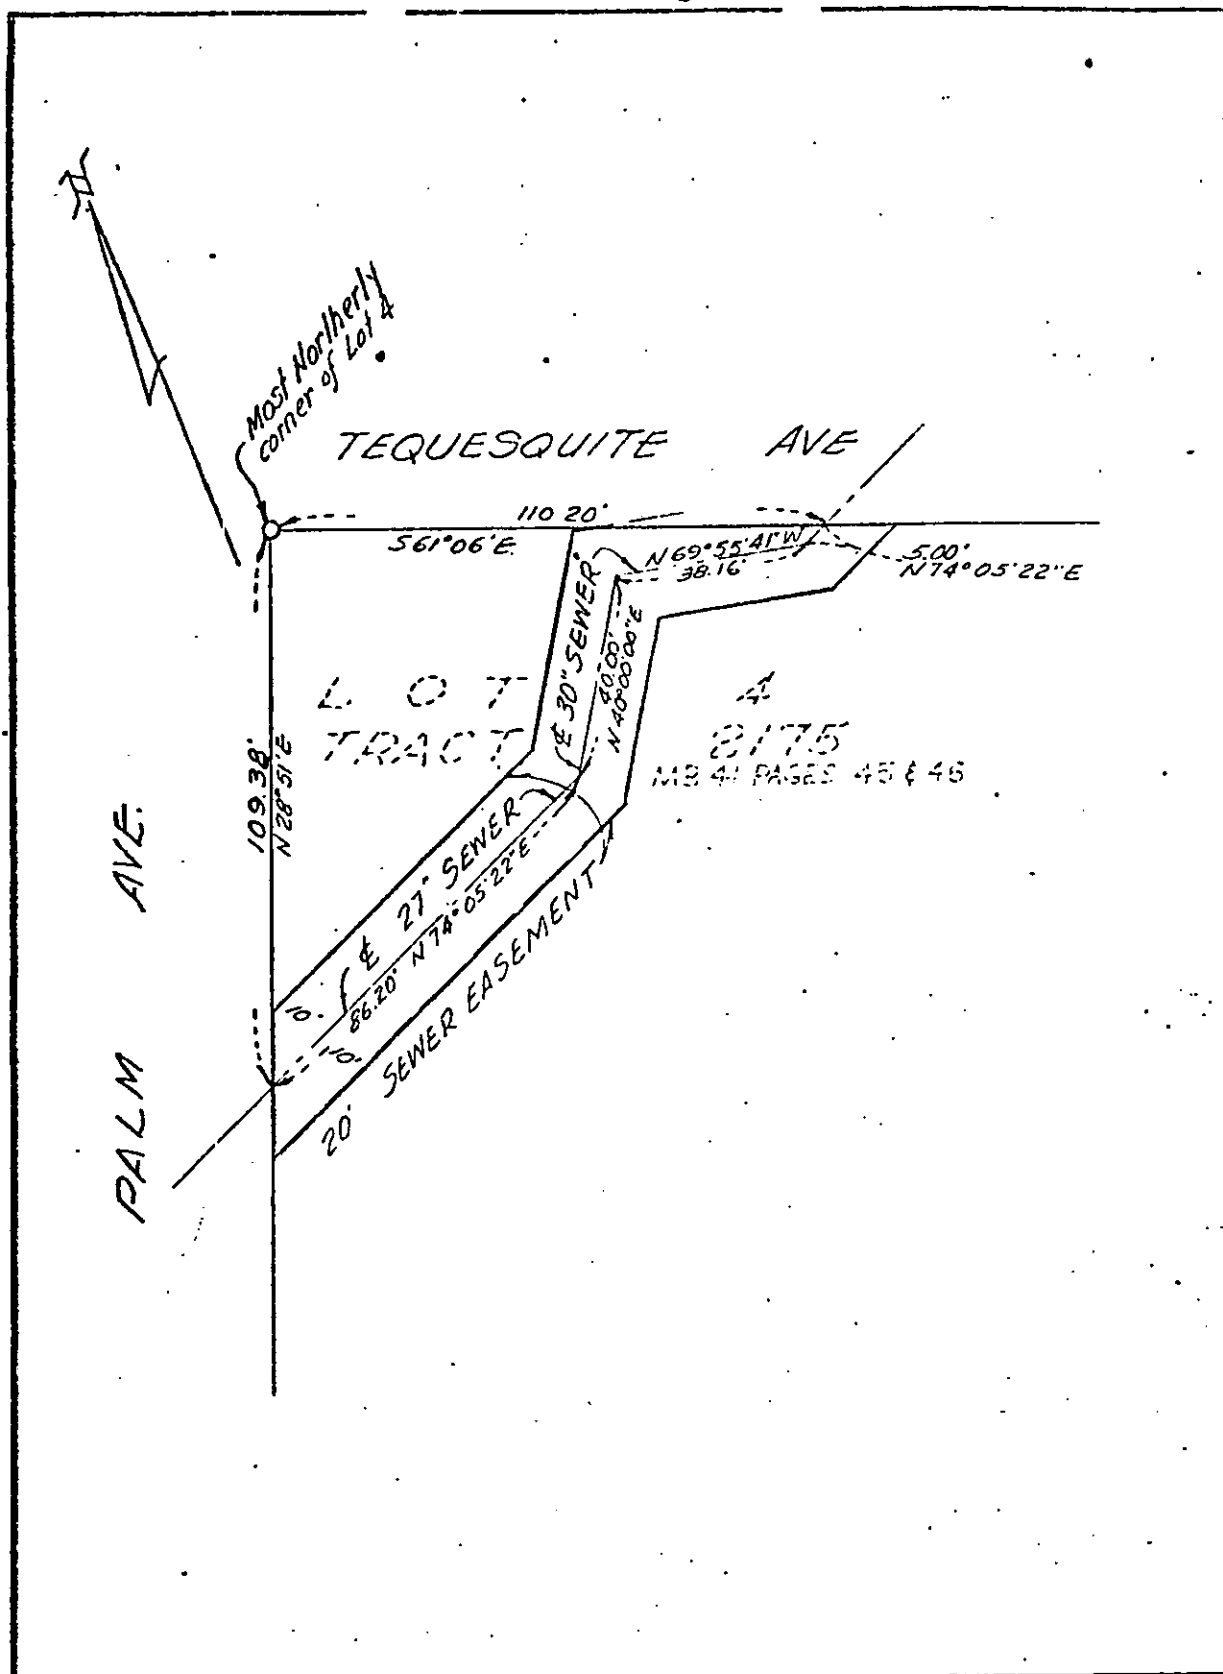 Most Northerly
corner of Lot 4
TEQUESQUITE AVE
110 20'
S61°06'E.
N69°55'41"W
38.16'
5.00'
N74°05'22"E
℄ 30" SEWER
40.00'
N40°00'00"E
LOT 4
TRACT 8175
MB 41 PAGES 45 & 46
109.38'
N28°51'E
℄ 27" SEWER
86.20' N74°05'22"E
10.'
10.'
20' SEWER EASEMENT
PALM AVE.